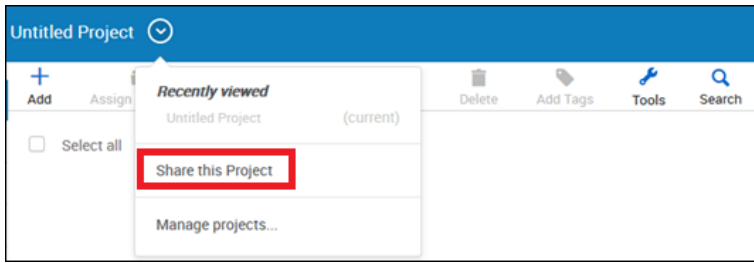 Untitled Project
Add
Assign
Delete
Add Tags
Tools
Search
Recently viewed
Untitled Project (current)
Select all
Share this Project
Manage projects...